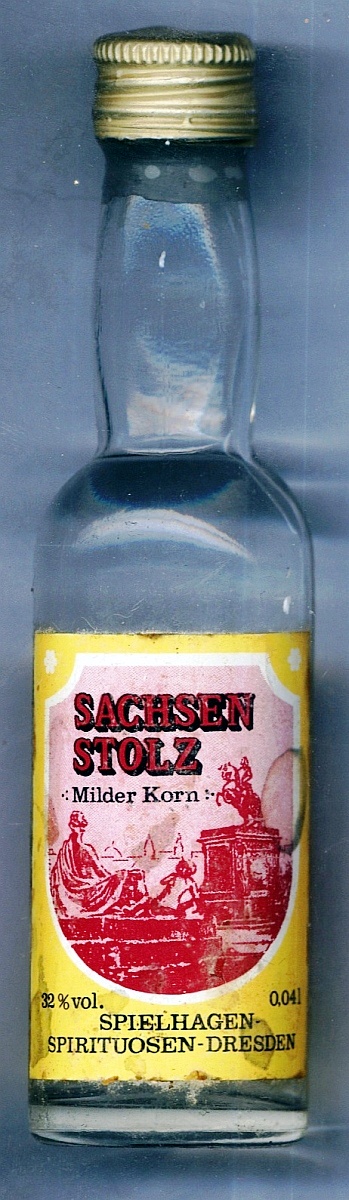 SACHSEN
STOLZ
Milder Korn
32 % vol. 0,04 l
SPIELHAGEN-
SPIRITUOSEN-DRESDEN